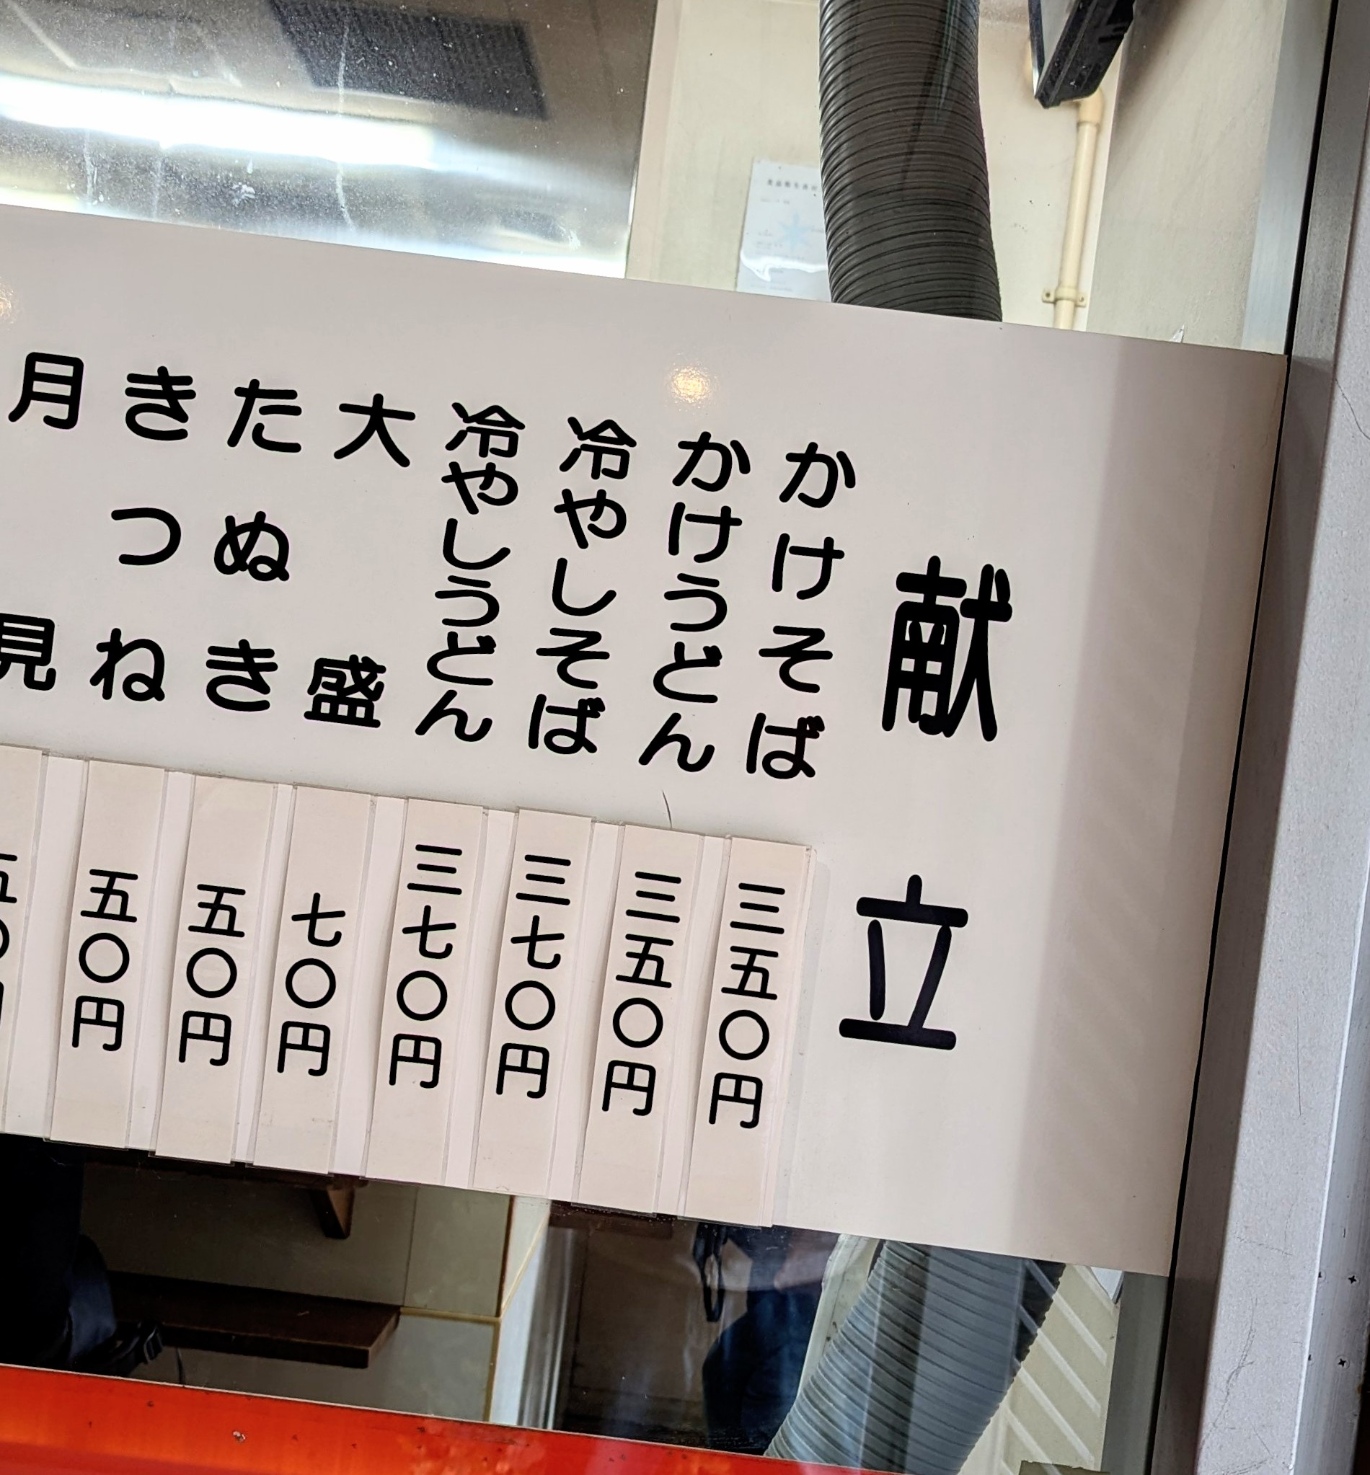 献立
かけそば
三五〇円
かけうどん
三五〇円
冷やしそば
三七〇円
冷やしうどん
三七〇円
大盛
七〇円
たぬき
五〇円
きつね
五〇円
月見
五〇円